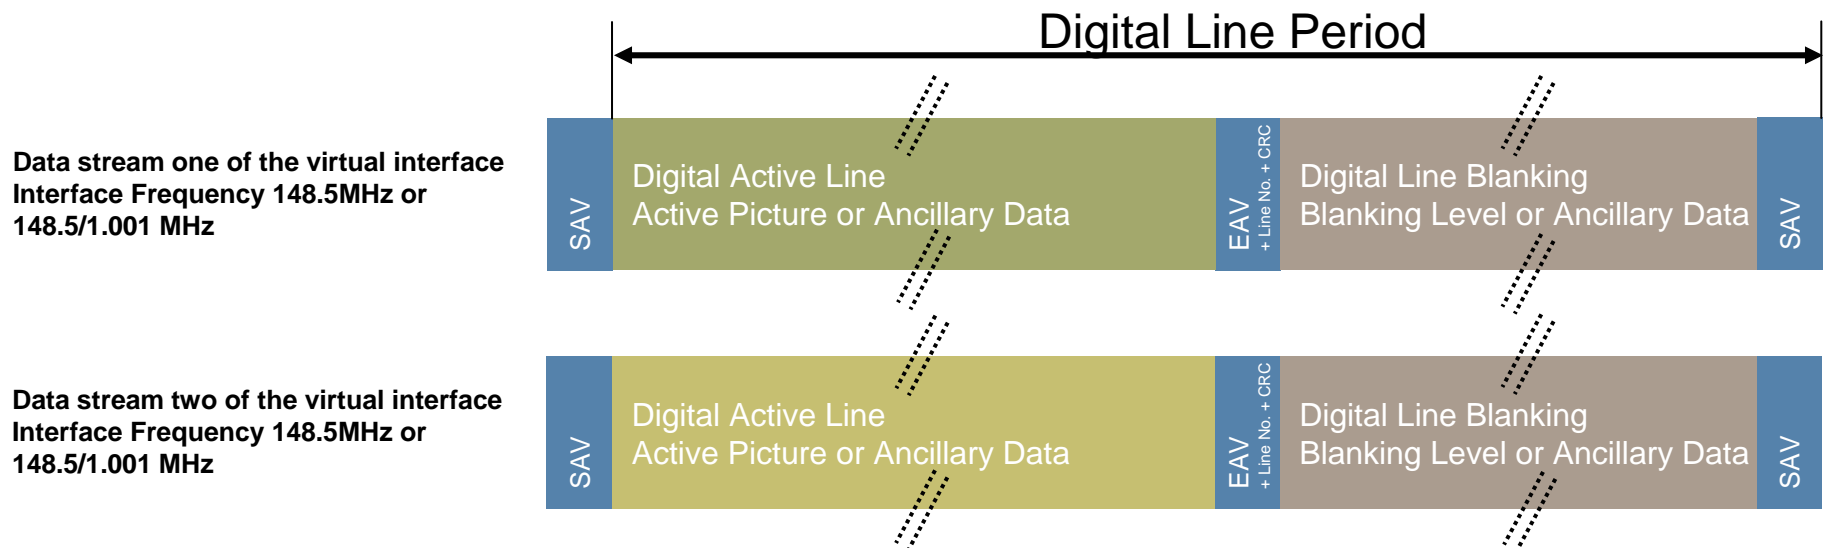 Digital Line Period
Data stream one of the virtual interface
Interface Frequency 148.5MHz or
148.5/1.001 MHz
SAV
Digital Active Line
Active Picture or Ancillary Data
EAV
+ Line No. + CRC
Digital Line Blanking
Blanking Level or Ancillary Data
SAV
Data stream two of the virtual interface
Interface Frequency 148.5MHz or
148.5/1.001 MHz
SAV
Digital Active Line
Active Picture or Ancillary Data
EAV
+ Line No. + CRC
Digital Line Blanking
Blanking Level or Ancillary Data
SAV